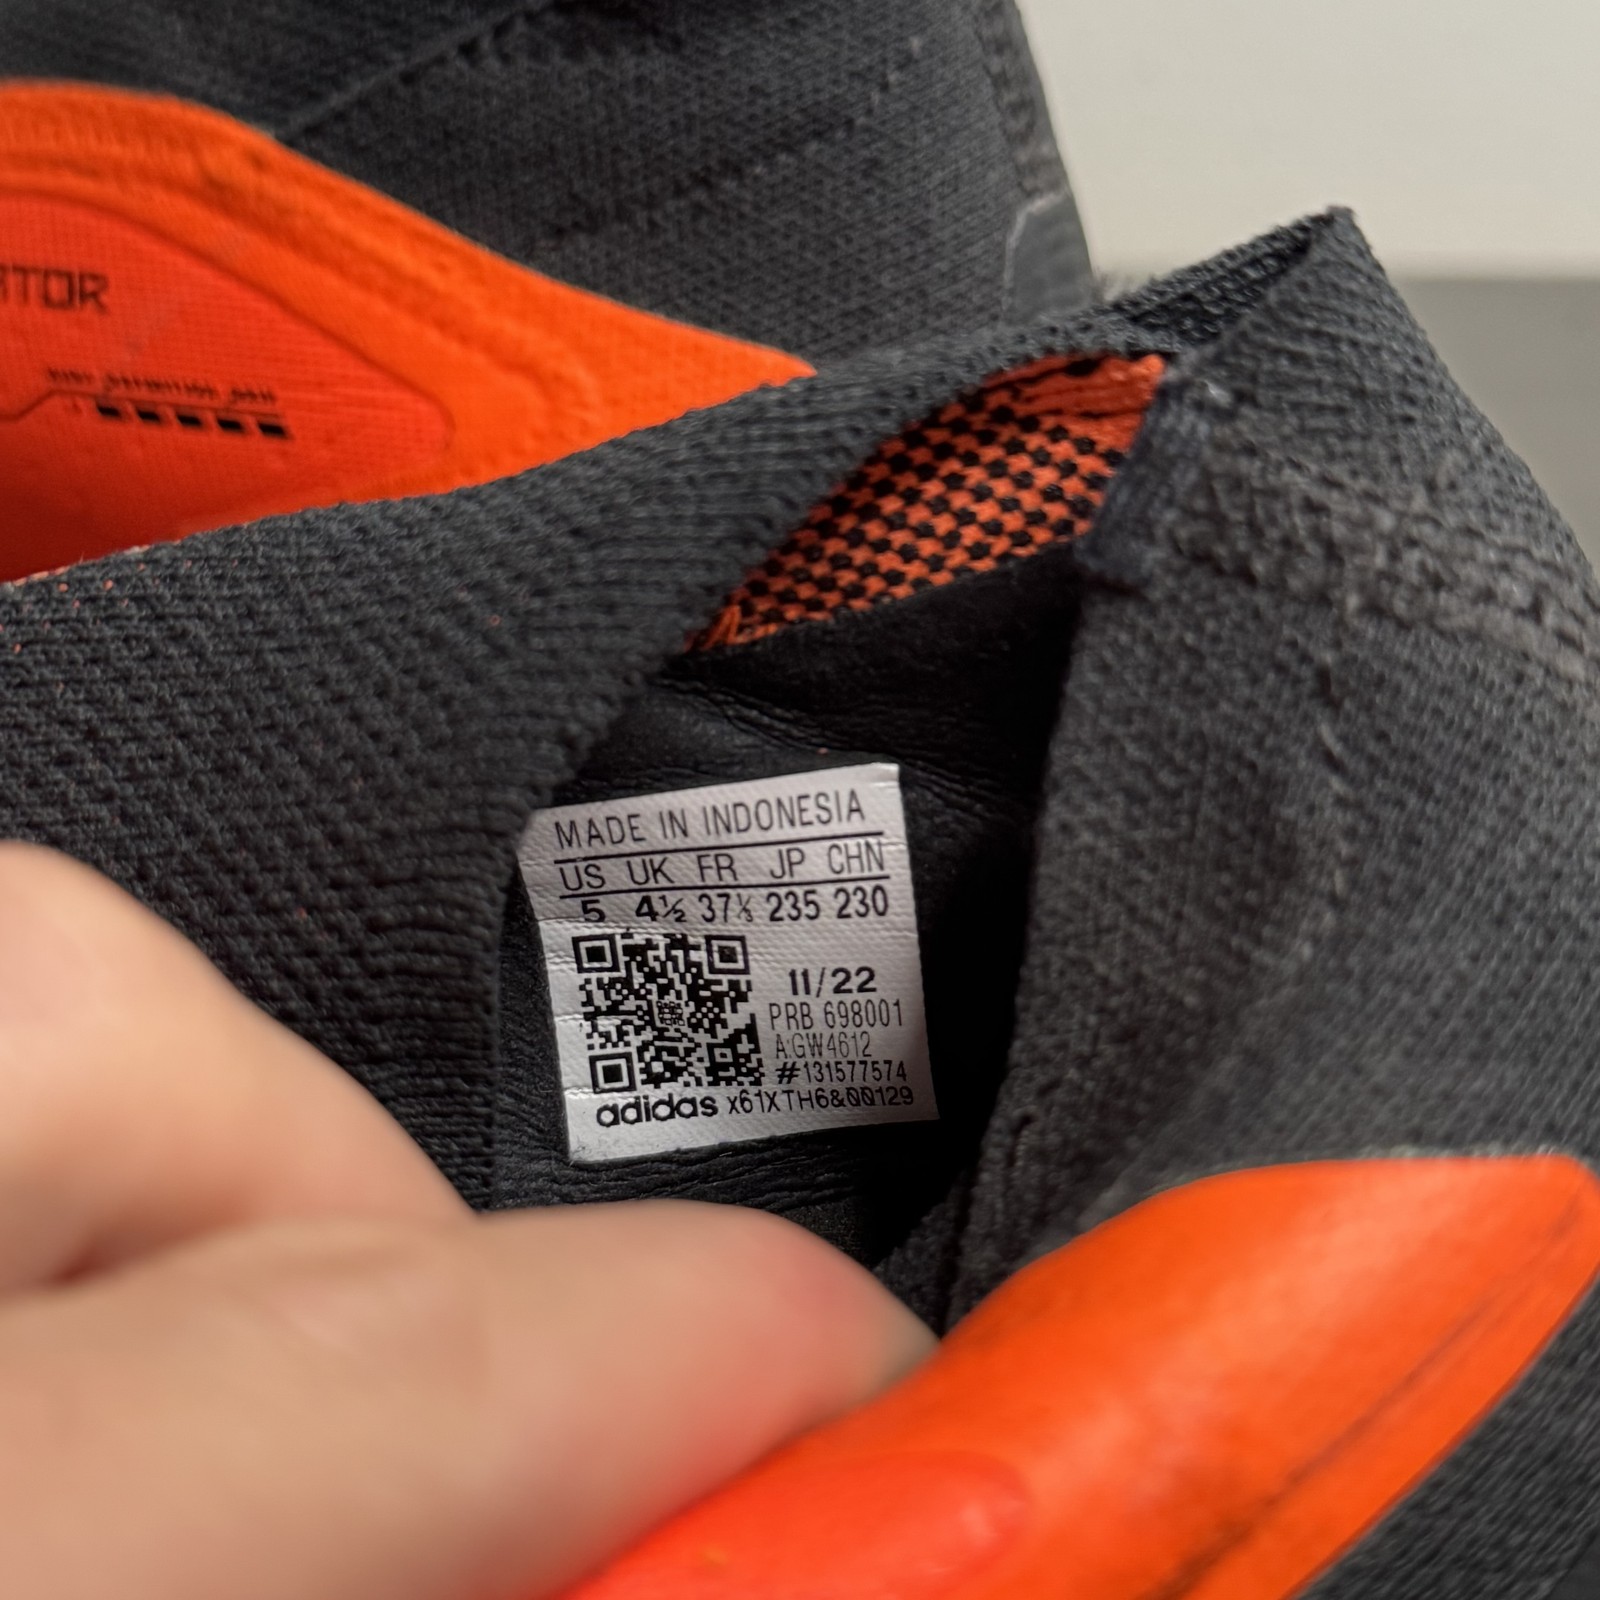 MADE IN INDONESIA
US UK FR JP CHN
5 4½ 37⅓ 235 230
11/22
PRB 698001
A:GW4612
#131577574
adidas x61XTH6&00129